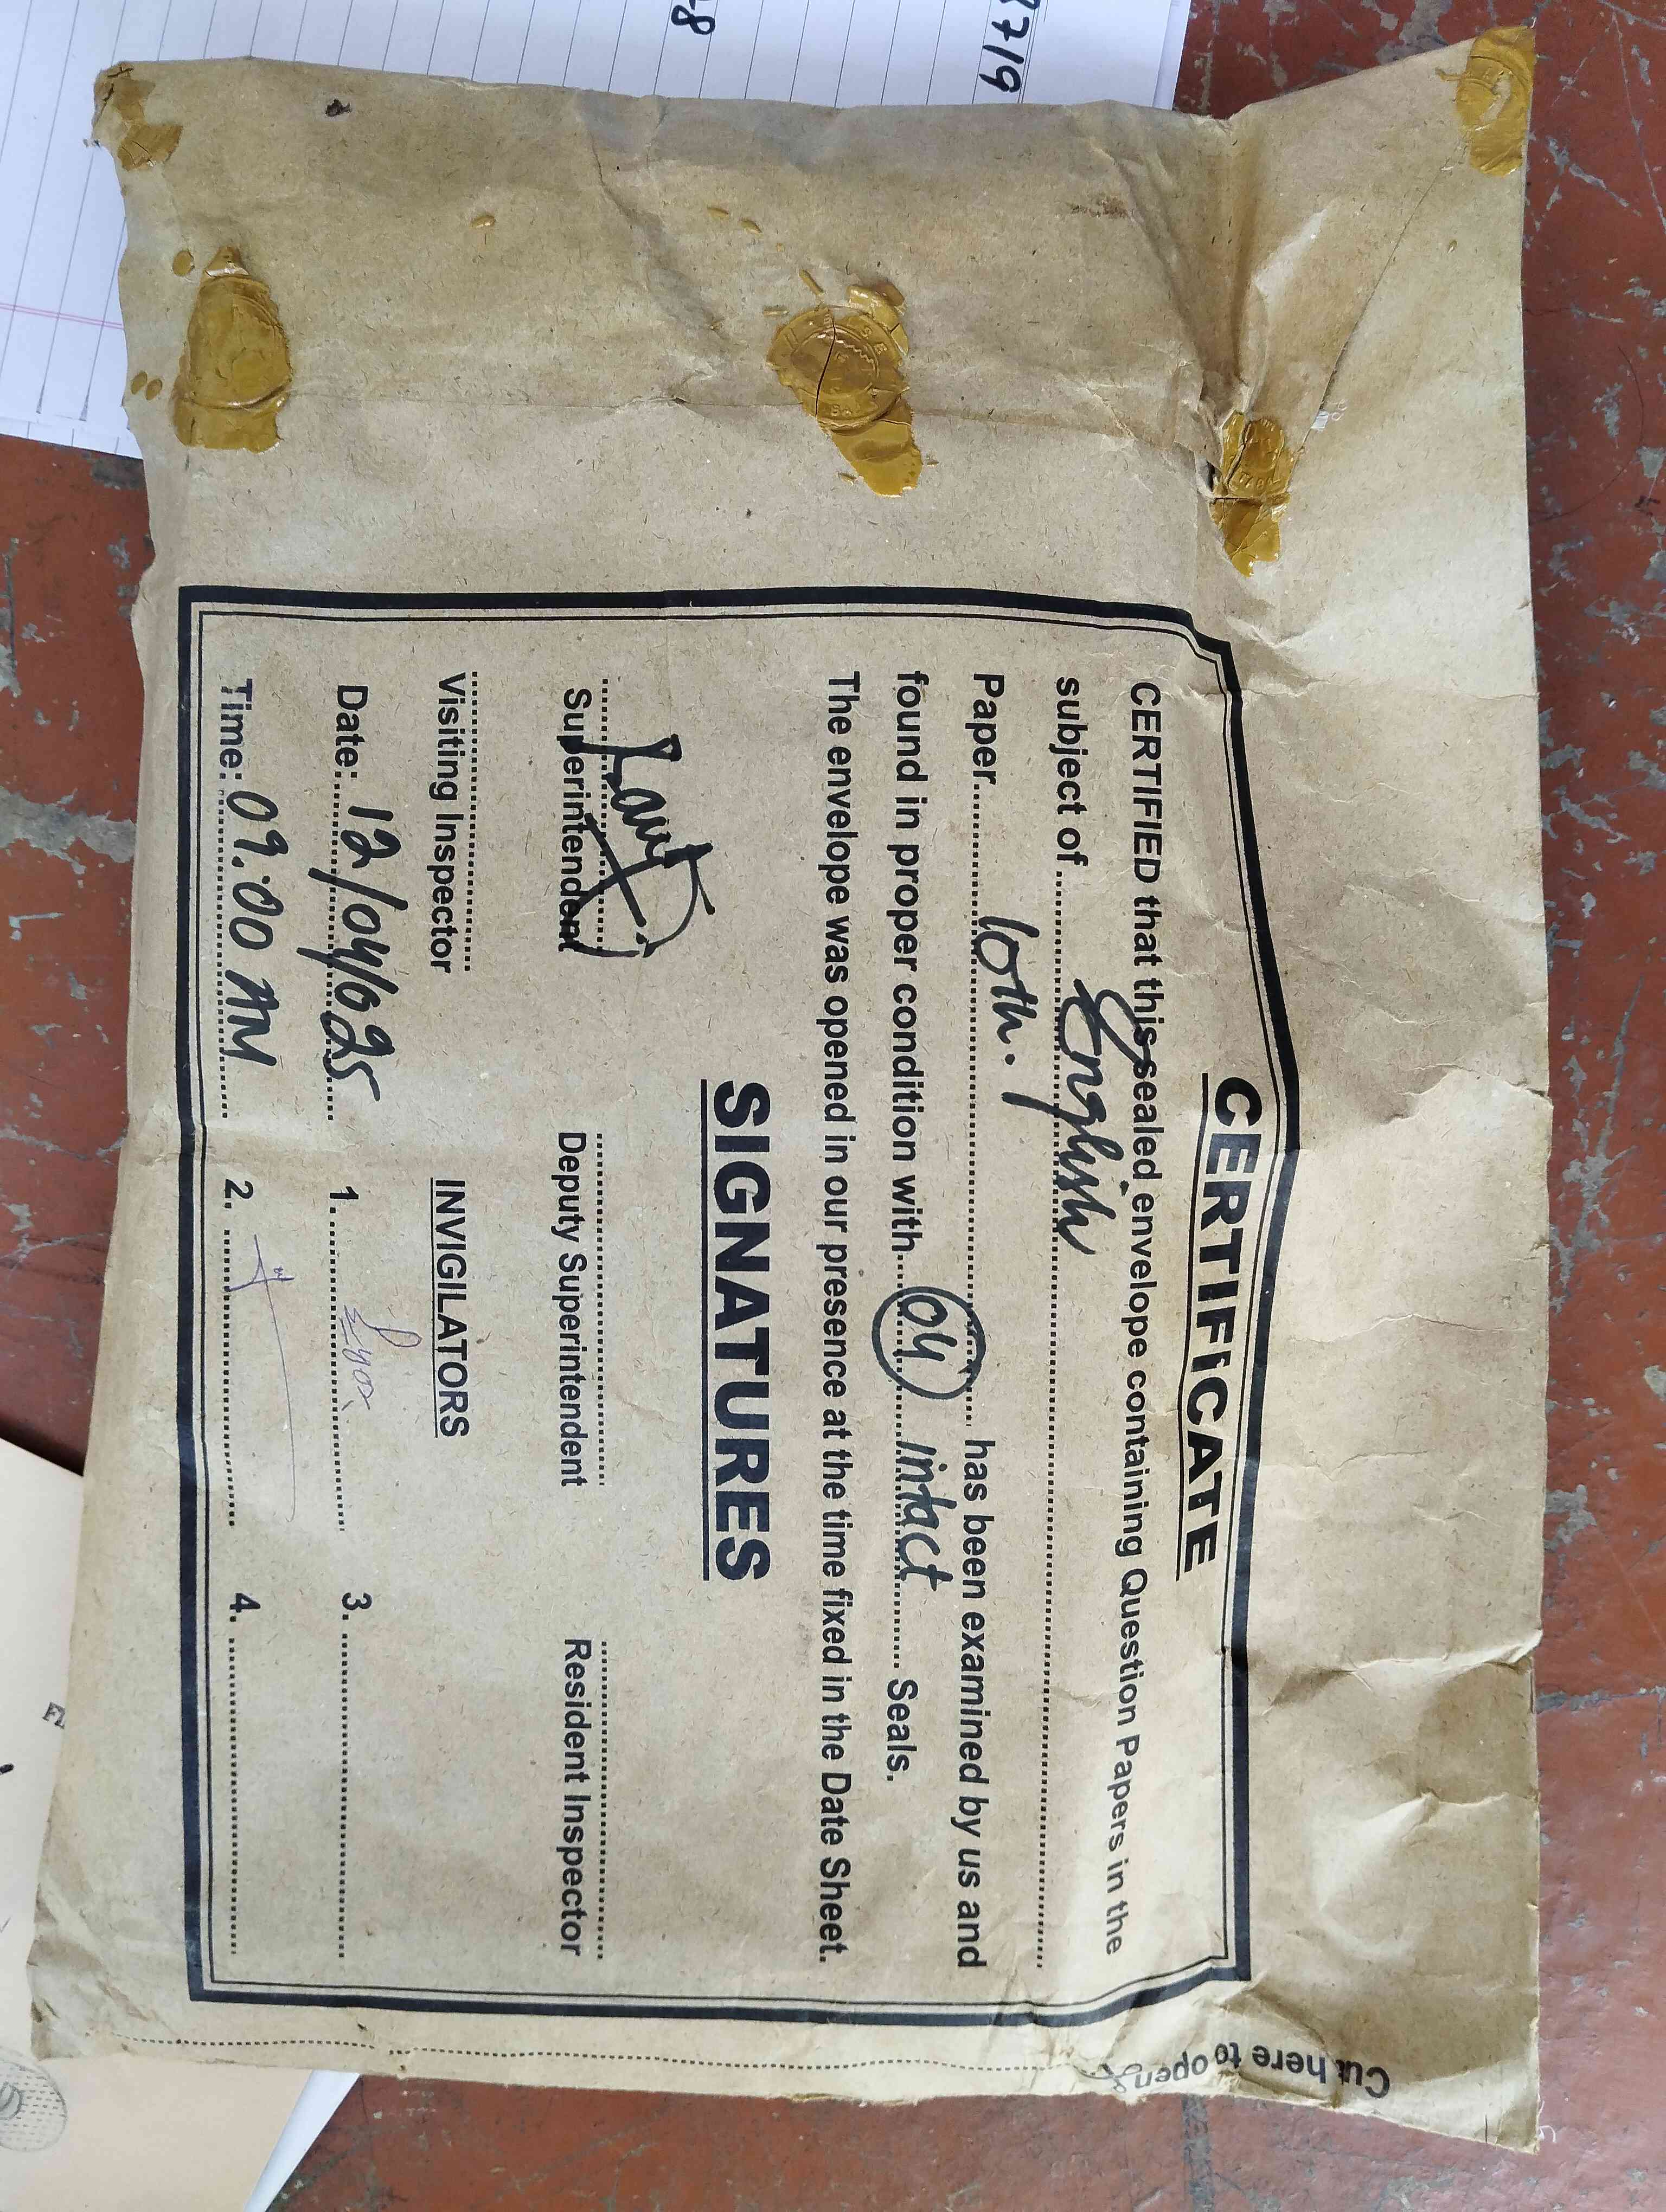 CERTIFICATE
CERTIFIED that this sealed envelope containing Question Papers in the
subject of English
Paper 10th. has been examined by us and
found in proper condition with 04 intact Seals.
The envelope was opened in our presence at the time fixed in the Date Sheet.
SIGNATURES
Superintendent
Deputy Superintendent
Resident Inspector
Visiting Inspector
INVIGILATORS
Date: 12/04/025
1.
3.
Time: 09:00 AM
2.
4.
Cut here to open